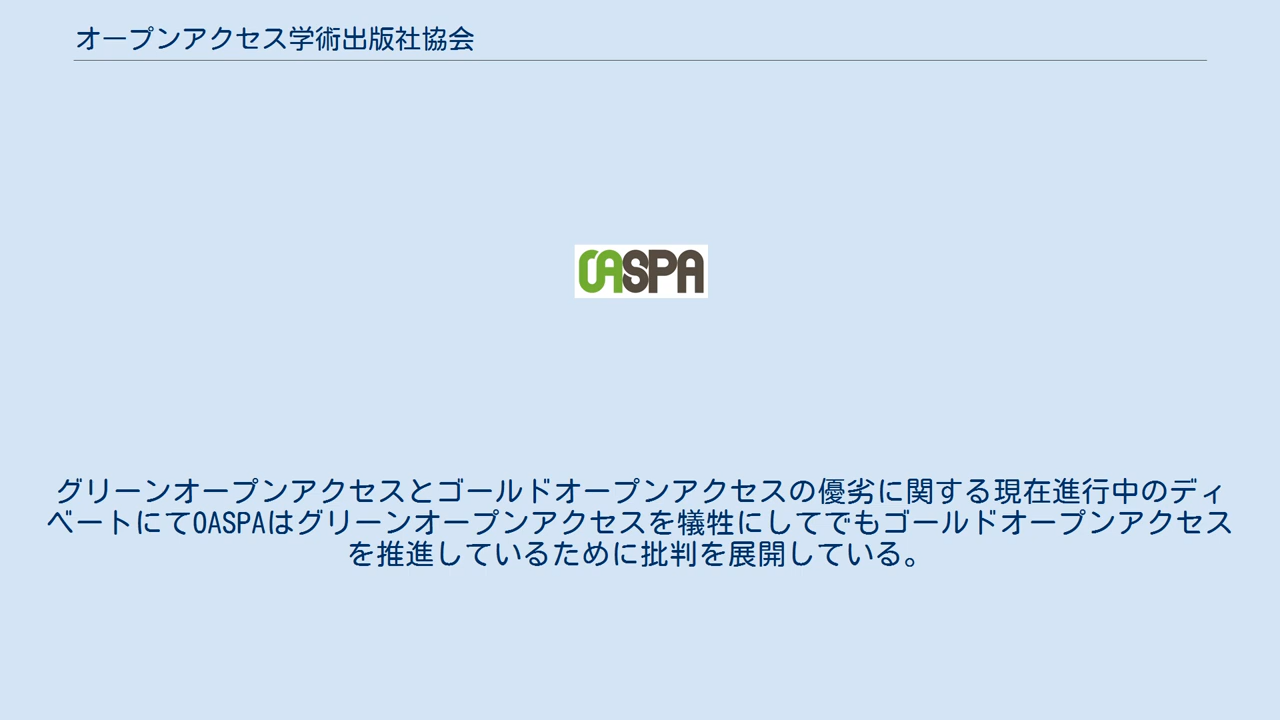 オープンアクセス学術出版社協会
OASPA
グリーンオープンアクセスとゴールドオープンアクセスの優劣に関する現在進行中のディ
ベートにてOASPAはグリーンオープンアクセスを犠牲にしてでもゴールドオープンアクセス
を推進しているために批判を展開している。